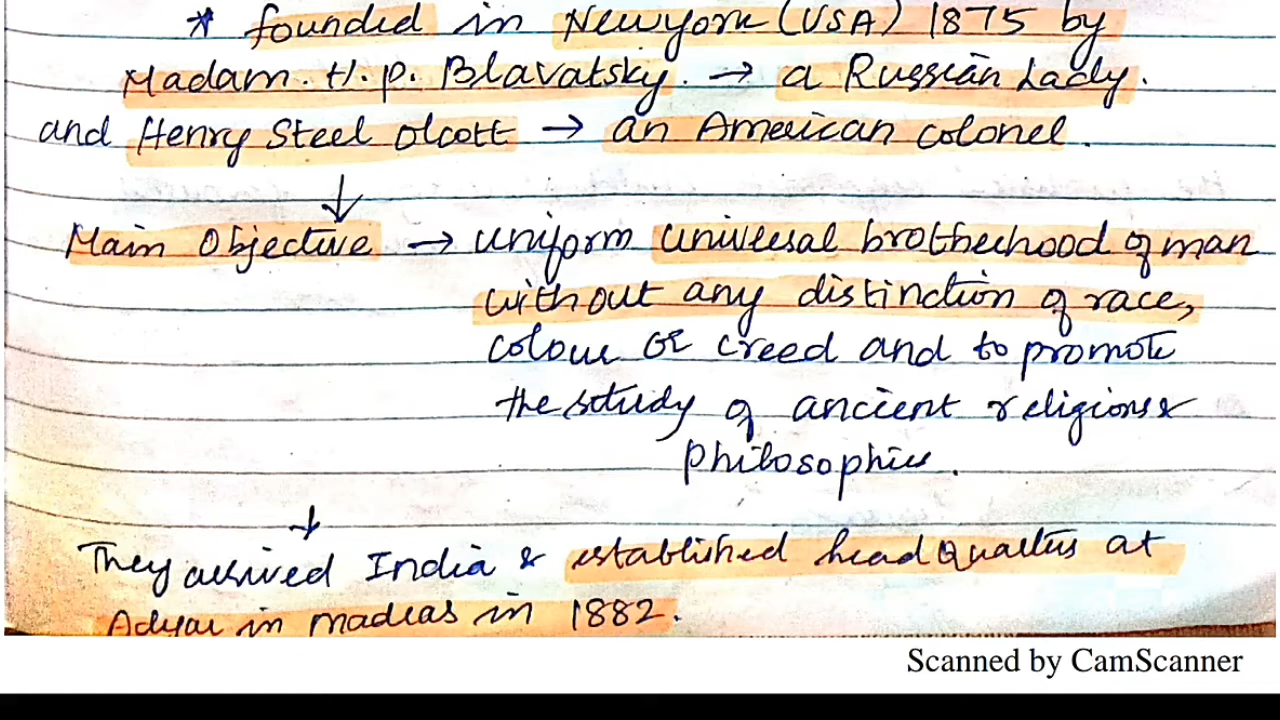 * founded in Newyork (USA) 1875 by
Madam. H. P. Blavatsky. → a Russian Lady.
and Henry Steel Olcott → an American colonel.
↓
Main Objective → uniform universal brotherhood of man
without any distinction of race,
colour or creed and to promote
the study of ancient religions &
Philosophies.
↓
They arrived India & established headQuarters at
Adyar in madras in 1882.
Scanned by CamScanner